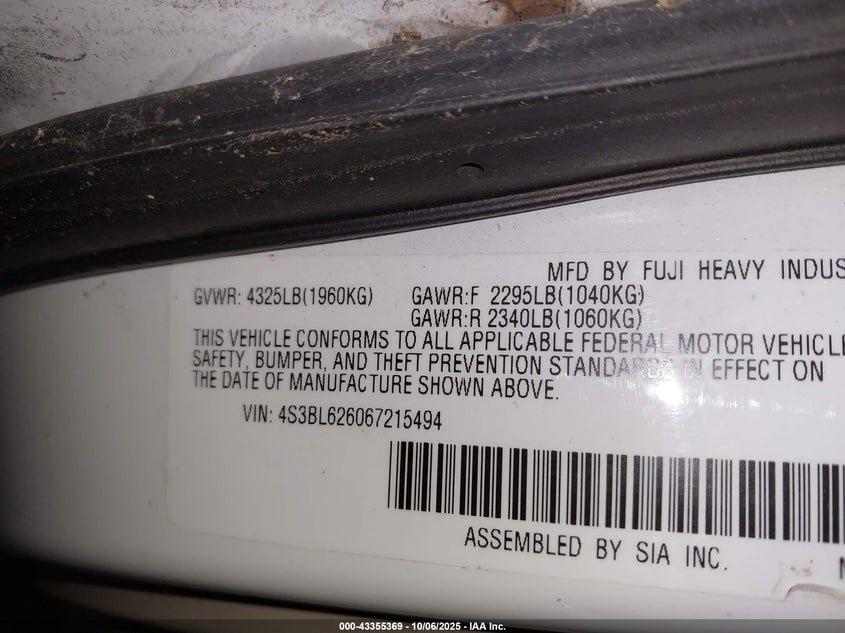 MFD BY FUJI HEAVY INDUS
GVWR: 4325LB(1960KG) GAWR:F 2295LB(1040KG)
GAWR:R 2340LB(1060KG)
THIS VEHICLE CONFORMS TO ALL APPLICABLE FEDERAL MOTOR VEHICLE
SAFETY, BUMPER, AND THEFT PREVENTION STANDARDS IN EFFECT ON
THE DATE OF MANUFACTURE SHOWN ABOVE.
VIN: 4S3BL626067215494
ASSEMBLED BY SIA INC.
000-43355369 - 10/06/2025 - IAA Inc.